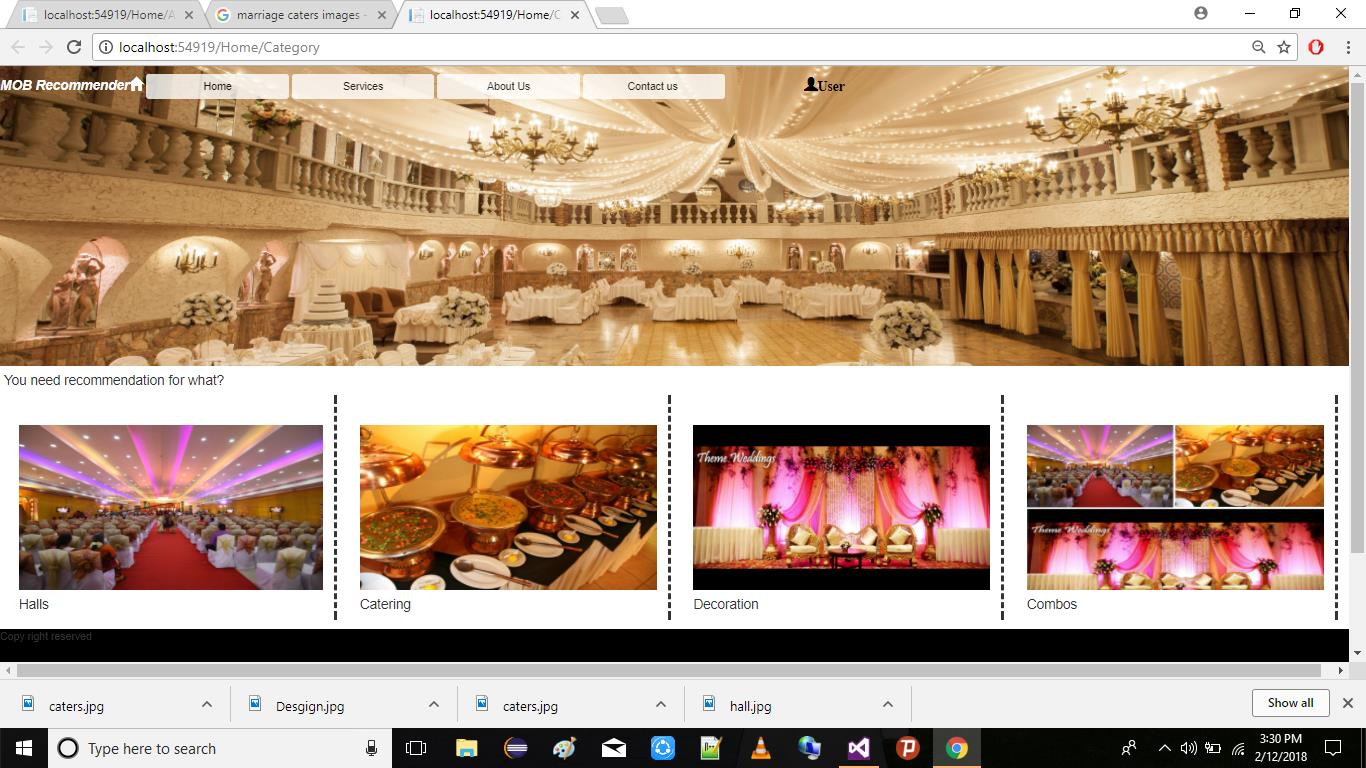 localhost:54919/Home/A
marriage caters images -
localhost:54919/Home/C
localhost:54919/Home/Category
MOB Recommender
Home
Services
About Us
Contact us
User
You need recommendation for what?
Theme Weddings
Theme Weddings
Halls
Catering
Decoration
Combos
Copy right reserved
caters.jpg
Desgign.jpg
caters.jpg
hall.jpg
Show all
Type here to search
3:30 PM
2/12/2018